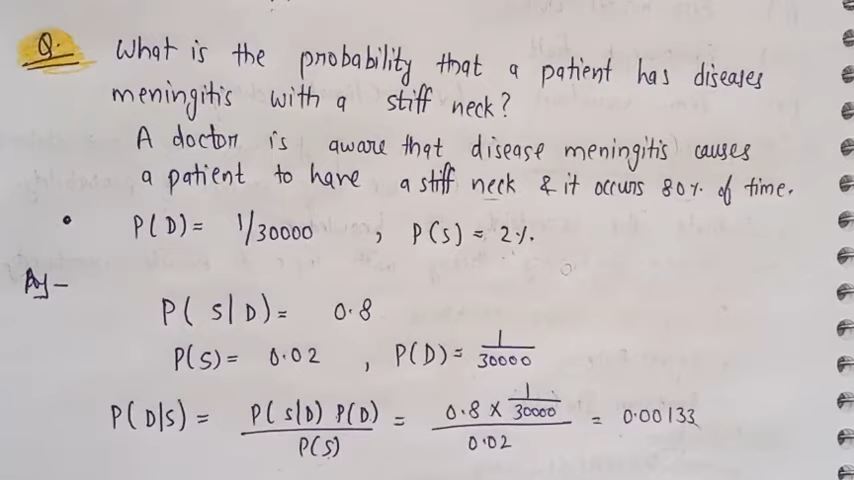 Q. What is the probability that a patient has diseases
meningitis with a stiff neck?
A doctor is aware that disease meningitis causes
a patient to have a stiff neck & it occurs 80% of time.
• P(D) = 1/30000 , P(S) = 2%.
P( S|D) = 0.8
P(S) = 0.02 , P(D) = 1/30000
P(D|S) = P(S|D) P(D) / P(S) = 0.8 × 1/30000 / 0.02 = 0.00133